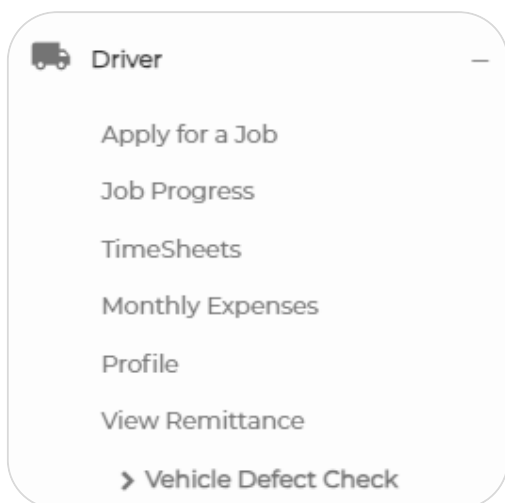 Driver
Apply for a Job
Job Progress
TimeSheets
Monthly Expenses
Profile
View Remittance
Vehicle Defect Check